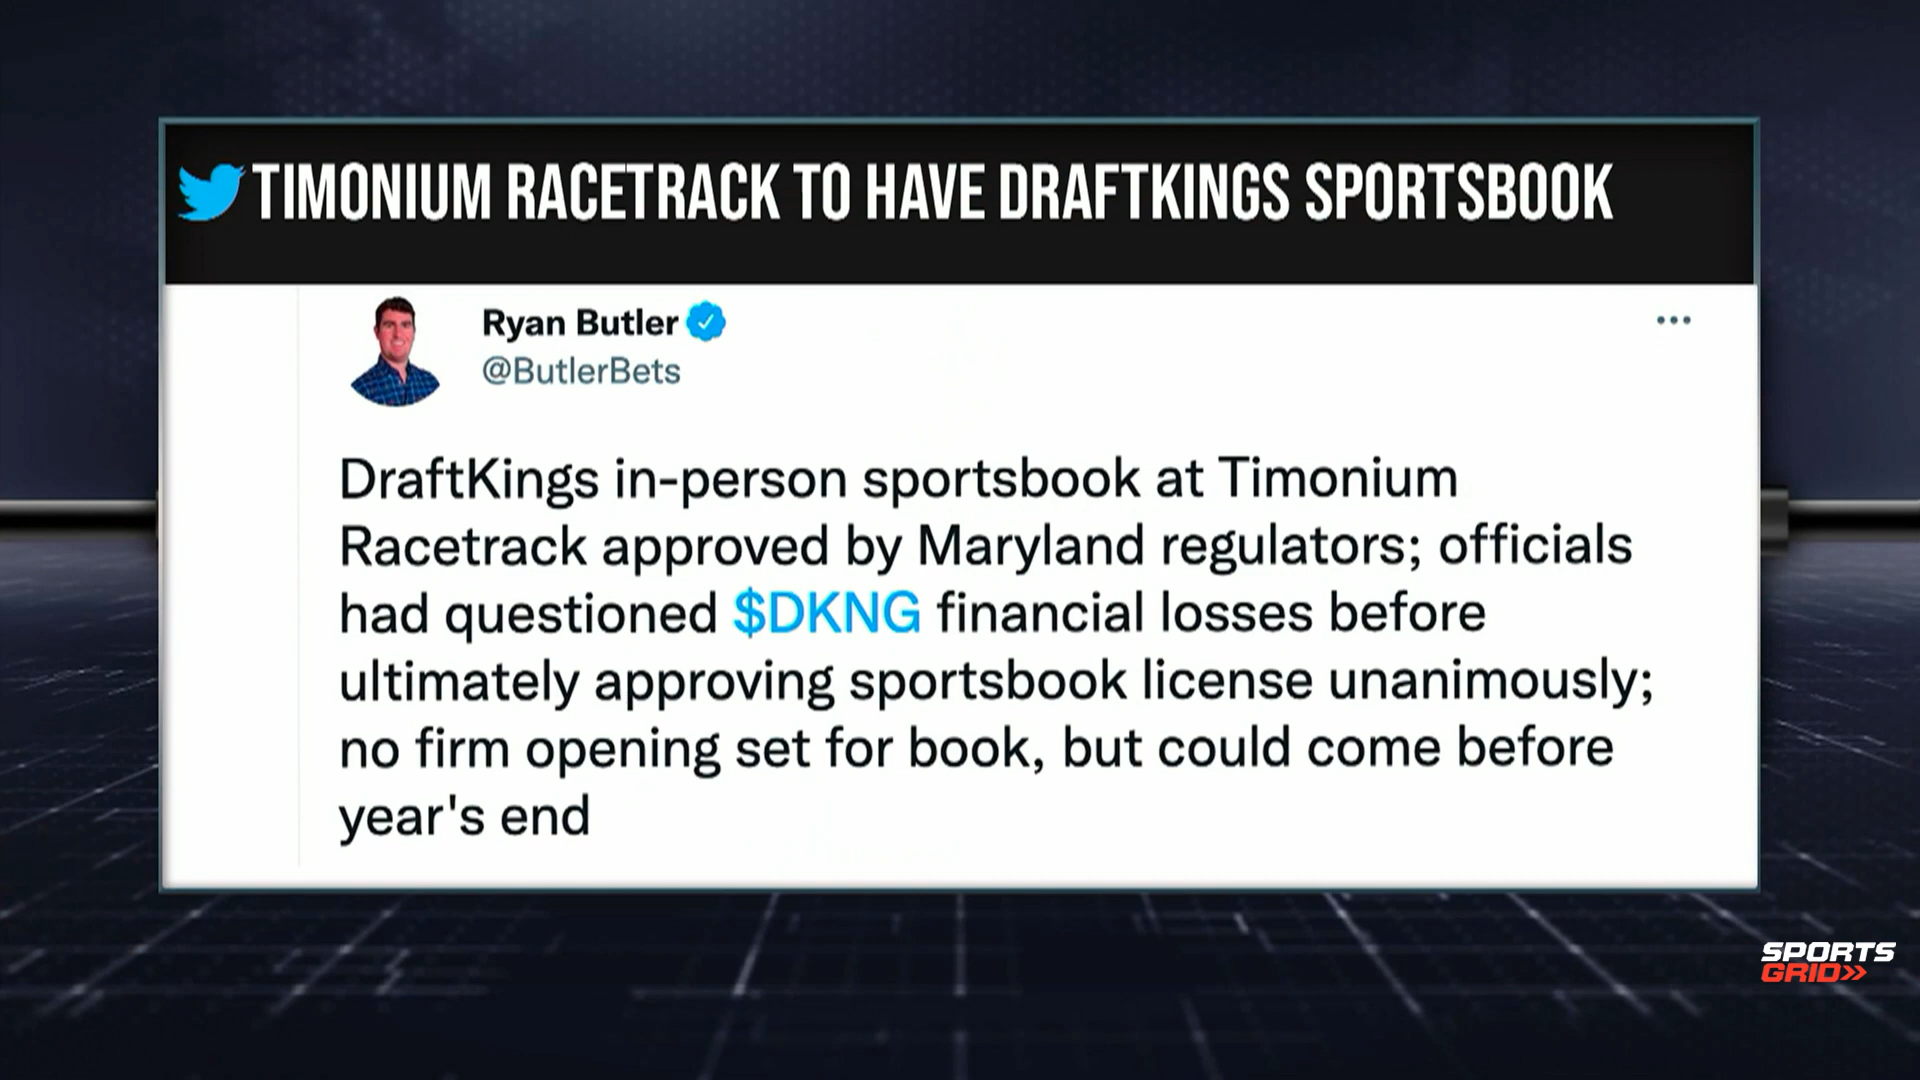 TIMONIUM RACETRACK TO HAVE DRAFTKINGS SPORTSBOOK
Ryan Butler
@ButlerBets
DraftKings in-person sportsbook at Timonium
Racetrack approved by Maryland regulators; officials
had questioned $DKNG financial losses before
ultimately approving sportsbook license unanimously;
no firm opening set for book, but could come before
year's end
SPORTS
GRID